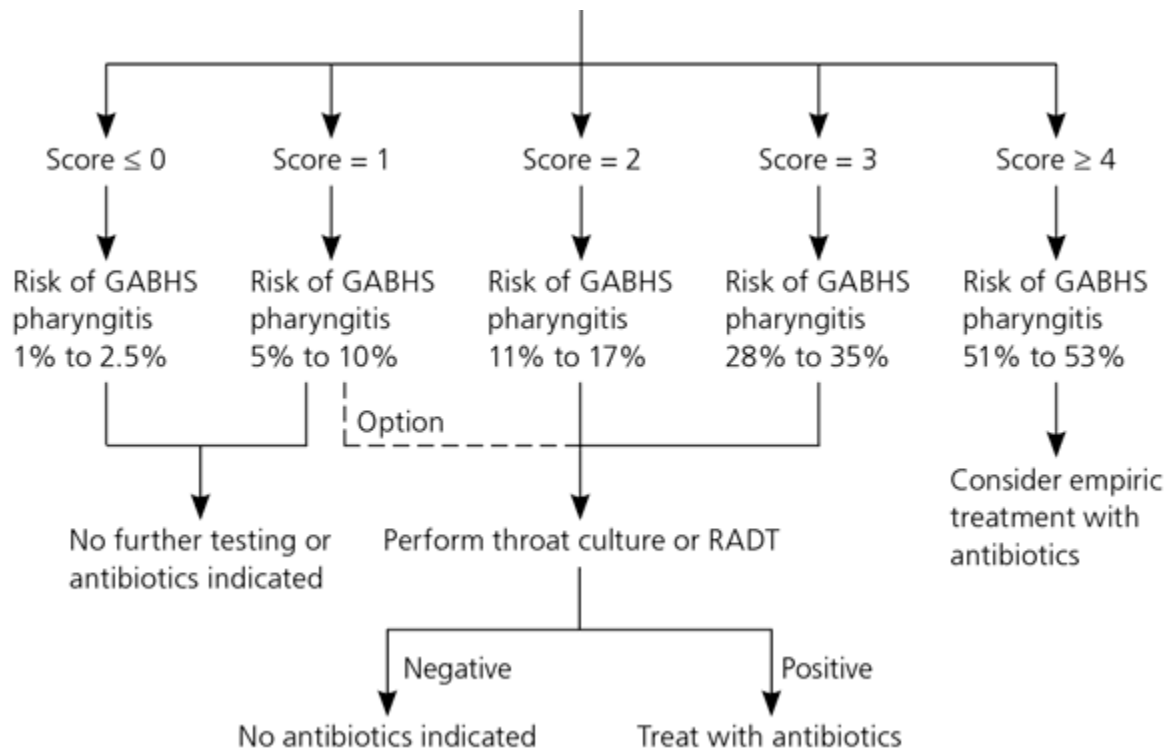 Score ≤ 0
Score = 1
Score = 2
Score = 3
Score ≥ 4
Risk of GABHS
pharyngitis
1% to 2.5%
Risk of GABHS
pharyngitis
5% to 10%
Risk of GABHS
pharyngitis
11% to 17%
Risk of GABHS
pharyngitis
28% to 35%
Risk of GABHS
pharyngitis
51% to 53%
Option
No further testing or
antibiotics indicated
Perform throat culture or RADT
Consider empiric
treatment with
antibiotics
Negative
Positive
No antibiotics indicated
Treat with antibiotics